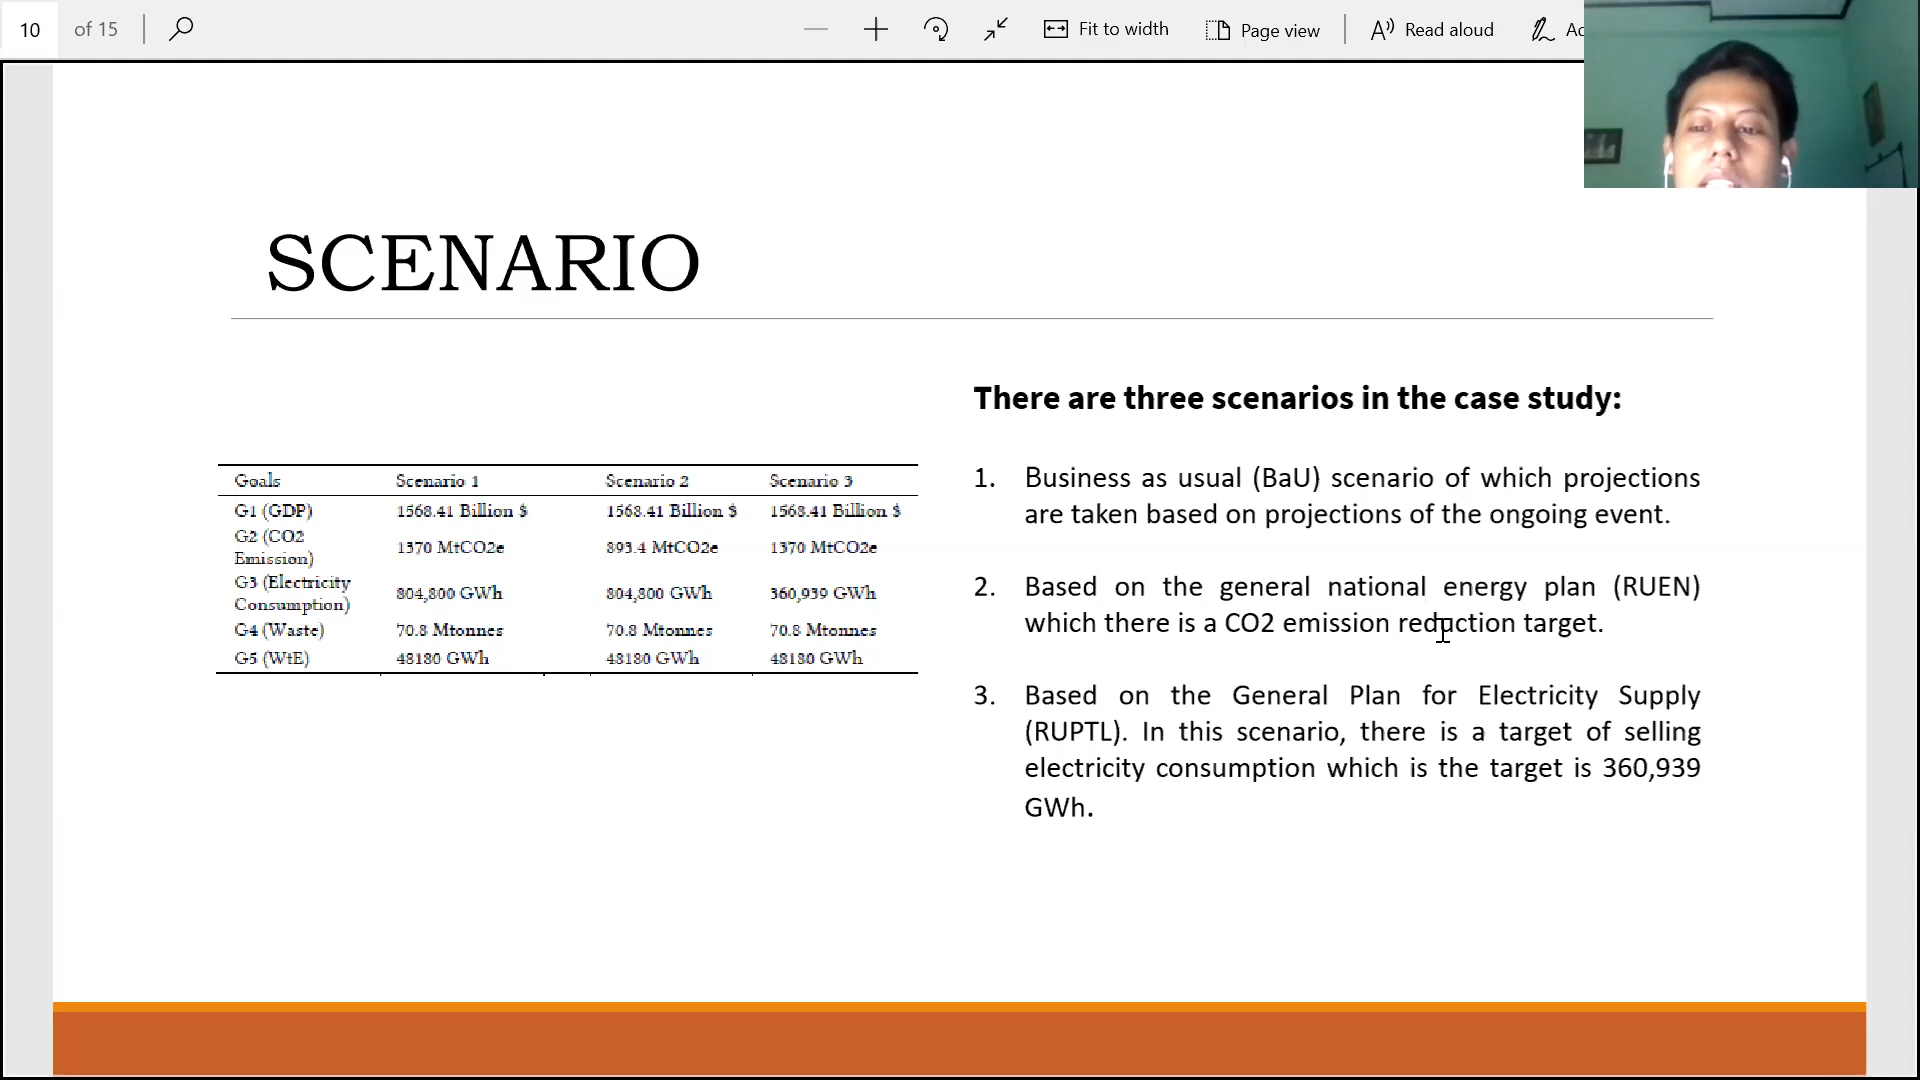 10 of 15 Fit to width Page view Read aloud
SCENARIO
Goals Scenario 1 Scenario 2 Scenario 3
G1 (GDP) 1568.41 Billion $ 1568.41 Billion $ 1568.41 Billion $
G2 (CO2
Emission) 1370 MtCO2e 893.4 MtCO2e 1370 MtCO2e
G3 (Electricity
Consumption) 804,800 GWh 804,800 GWh 360,939 GWh
G4 (Waste) 70.8 Mtonnes 70.8 Mtonnes 70.8 Mtonnes
G5 (WtE) 48180 GWh 48180 GWh 48180 GWh
There are three scenarios in the case study:
1. Business as usual (BaU) scenario of which projections
are taken based on projections of the ongoing event.
2. Based on the general national energy plan (RUEN)
which there is a CO2 emission reduction target.
3. Based on the General Plan for Electricity Supply
(RUPTL). In this scenario, there is a target of selling
electricity consumption which is the target is 360,939
GWh.